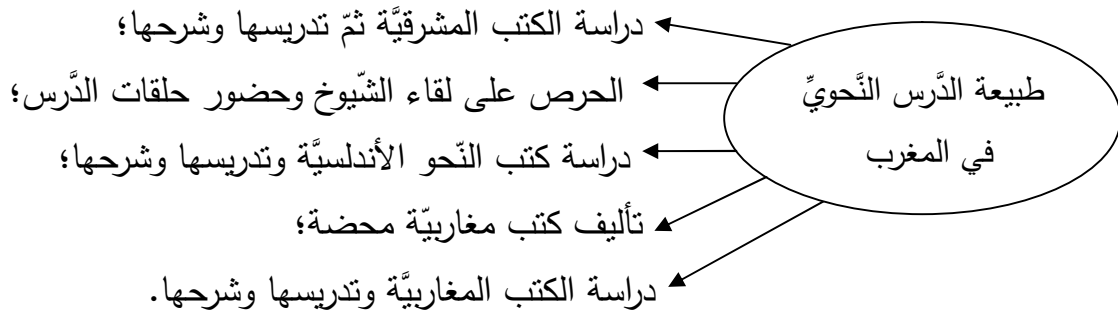 طبيعة الدَّرس النَّحويِّ
في المغرب
دراسة الكتب المشرقيَّة ثمّ تدريسها وشرحها؛
الحرص على لقاء الشّيوخ وحضور حلقات الدَّرس؛
دراسة كتب النّحو الأندلسيَّة وتدريسها وشرحها؛
تأليف كتب مغاربيّة محضة؛
دراسة الكتب المغاربيَّة وتدريسها وشرحها.